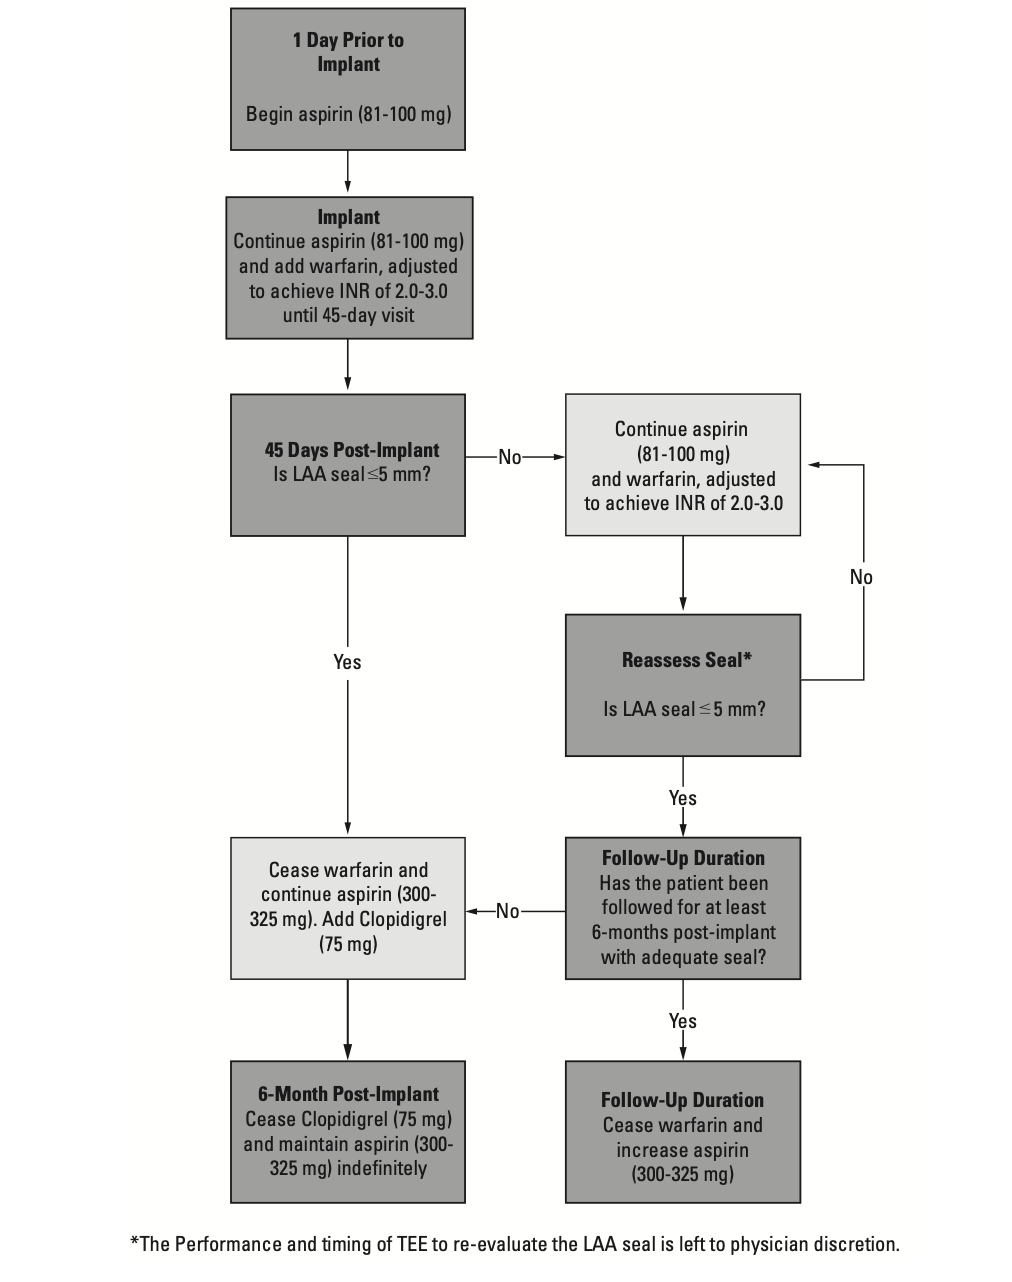 1 Day Prior to
Implant
Begin aspirin (81-100 mg)
Implant
Continue aspirin (81-100 mg)
and add warfarin, adjusted
to achieve INR of 2.0-3.0
until 45-day visit
45 Days Post-Implant
Is LAA seal ≤5 mm?
No
Continue aspirin
(81-100 mg)
and warfarin, adjusted
to achieve INR of 2.0-3.0
No
Reassess Seal*
Is LAA seal ≤ 5 mm?
Yes
Yes
Follow-Up Duration
Has the patient been
followed for at least
6-months post-implant
with adequate seal?
No
Cease warfarin and
continue aspirin (300-
325 mg). Add Clopidigrel
(75 mg)
Yes
6-Month Post-Implant
Cease Clopidigrel (75 mg)
and maintain aspirin (300-
325 mg) indefinitely
Follow-Up Duration
Cease warfarin and
increase aspirin
(300-325 mg)
*The Performance and timing of TEE to re-evaluate the LAA seal is left to physician discretion.